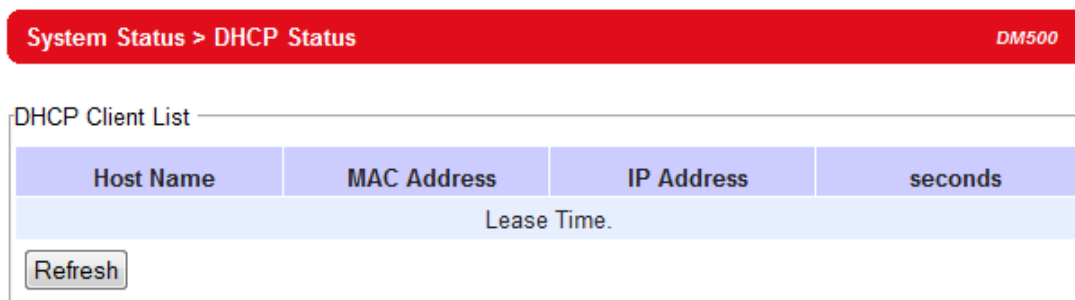 System Status > DHCP Status DM500
DHCP Client List
Host Name MAC Address IP Address seconds
Lease Time.
Refresh